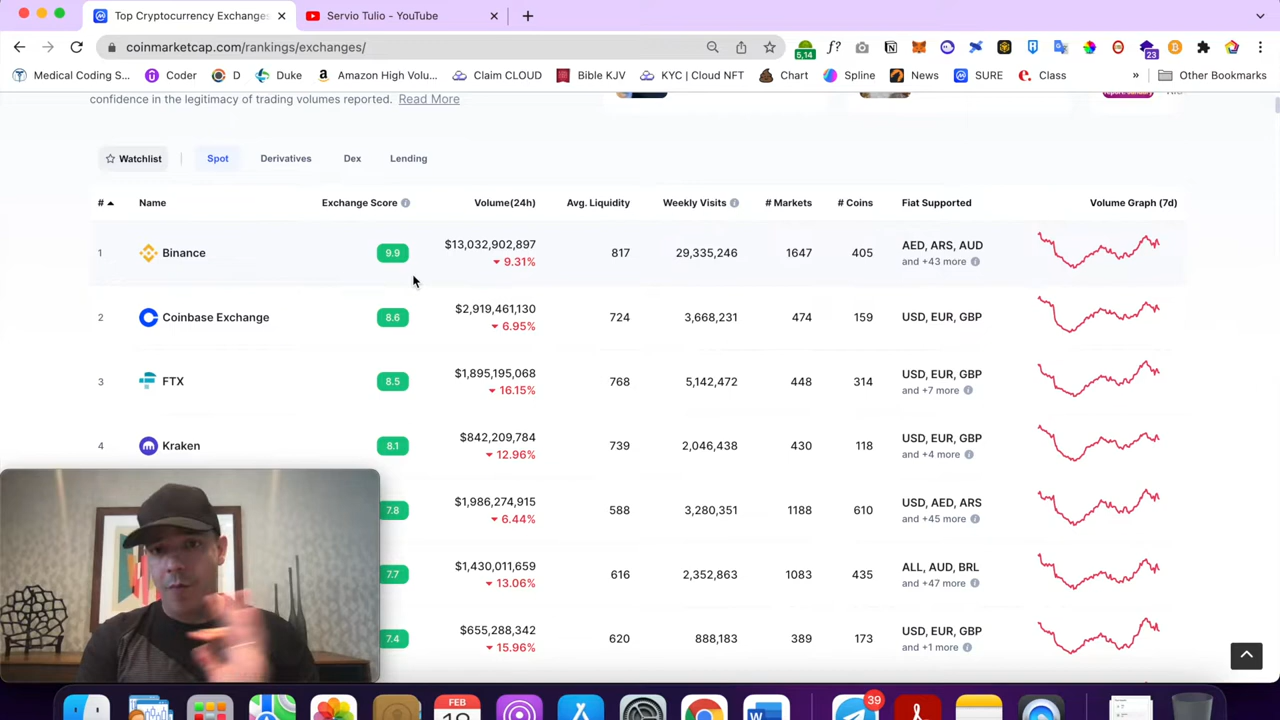 Top Cryptocurrency Exchanges
Servio Tulio - YouTube
coinmarketcap.com/rankings/exchanges/
5,14
23
Medical Coding S...
Coder
D
Duke
Amazon High Volu...
Claim CLOUD
Bible KJV
KYC | Cloud NFT
Chart
Spline
News
SURE
Class
»
Other Bookmarks
confidence in the legitimacy of trading volumes reported. Read More
Watchlist Spot Derivatives Dex Lending
# Name Exchange Score Volume(24h) Avg. Liquidity Weekly Visits # Markets # Coins Fiat Supported Volume Graph (7d)
1 Binance 9.9 $13,032,902,897 817 29,335,246 1647 405 AED, ARS, AUD
9.31% and +43 more
2 Coinbase Exchange 8.6 $2,919,461,130 724 3,668,231 474 159 USD, EUR, GBP
6.95%
3 FTX 8.5 $1,895,195,068 768 5,142,472 448 314 USD, EUR, GBP
16.15% and +7 more
4 Kraken 8.1 $842,209,784 739 2,046,438 430 118 USD, EUR, GBP
12.96% and +4 more
7.8 $1,986,274,915 588 3,280,351 1188 610 USD, AED, ARS
6.44% and +45 more
7.7 $1,430,011,659 616 2,352,863 1083 435 ALL, AUD, BRL
13.06% and +47 more
7.4 $655,288,342 620 888,183 389 173 USD, EUR, GBP
15.96% and +1 more
FEB
39